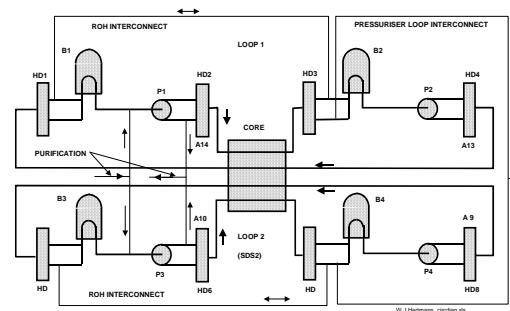 ROH INTERCONNECT
PRESSURISER LOOP INTERCONNECT
B1
LOOP 1
B2
HD1
P1
HD2
HD3
P2
HD4
CORE
A14
A13
PURIFICATION
B3
A10
LOOP 2
(SDS2)
B4
A 9
HD
P3
HD6
HD
P4
HD8
ROH INTERCONNECT
W J Hartmann